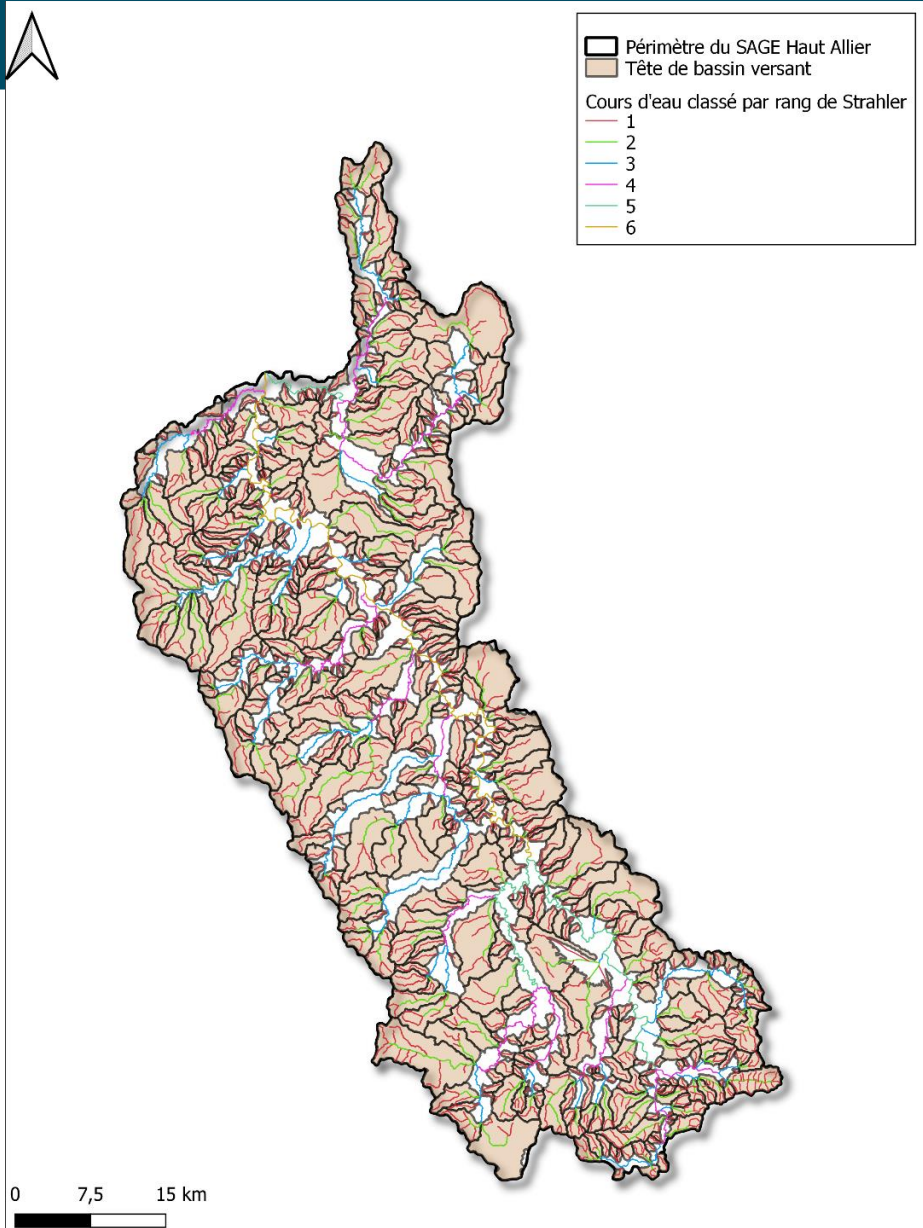 Périmètre du SAGE Haut Allier
Tête de bassin versant
Cours d'eau classé par rang de Strahler
1
2
3
4
5
6
0 7,5 15 km